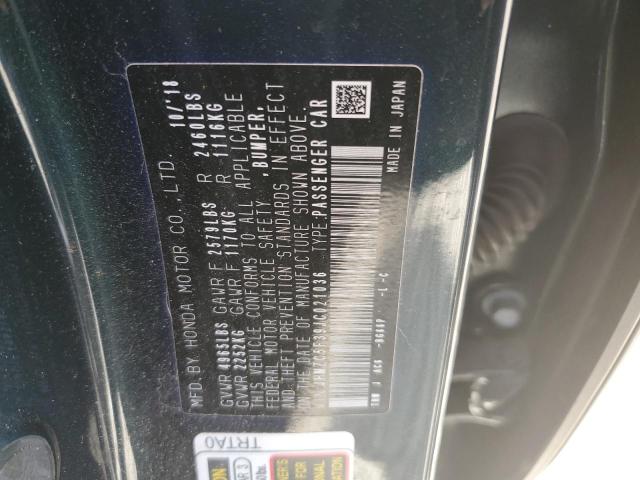 MFD. BY HONDA MOTOR CO.,LTD. 10/'18
GVWR 4965LBS GAWR F 2579LBS R 2460LBS
GVWR 2252KG GAWR F 1170KG R 1116KG
THIS VEHICLE CONFORMS TO ALL APPLICABLE
FEDERAL MOTOR VEHICLE SAFETY ,BUMPER,
AND THEFT PREVENTION STANDARDS IN EFFECT
ON THE DATE OF MANUFACTURE SHOWN ABOVE.
TYPE:PASSENGER CAR
-L -C
MADE IN JAPAN
TRTA0